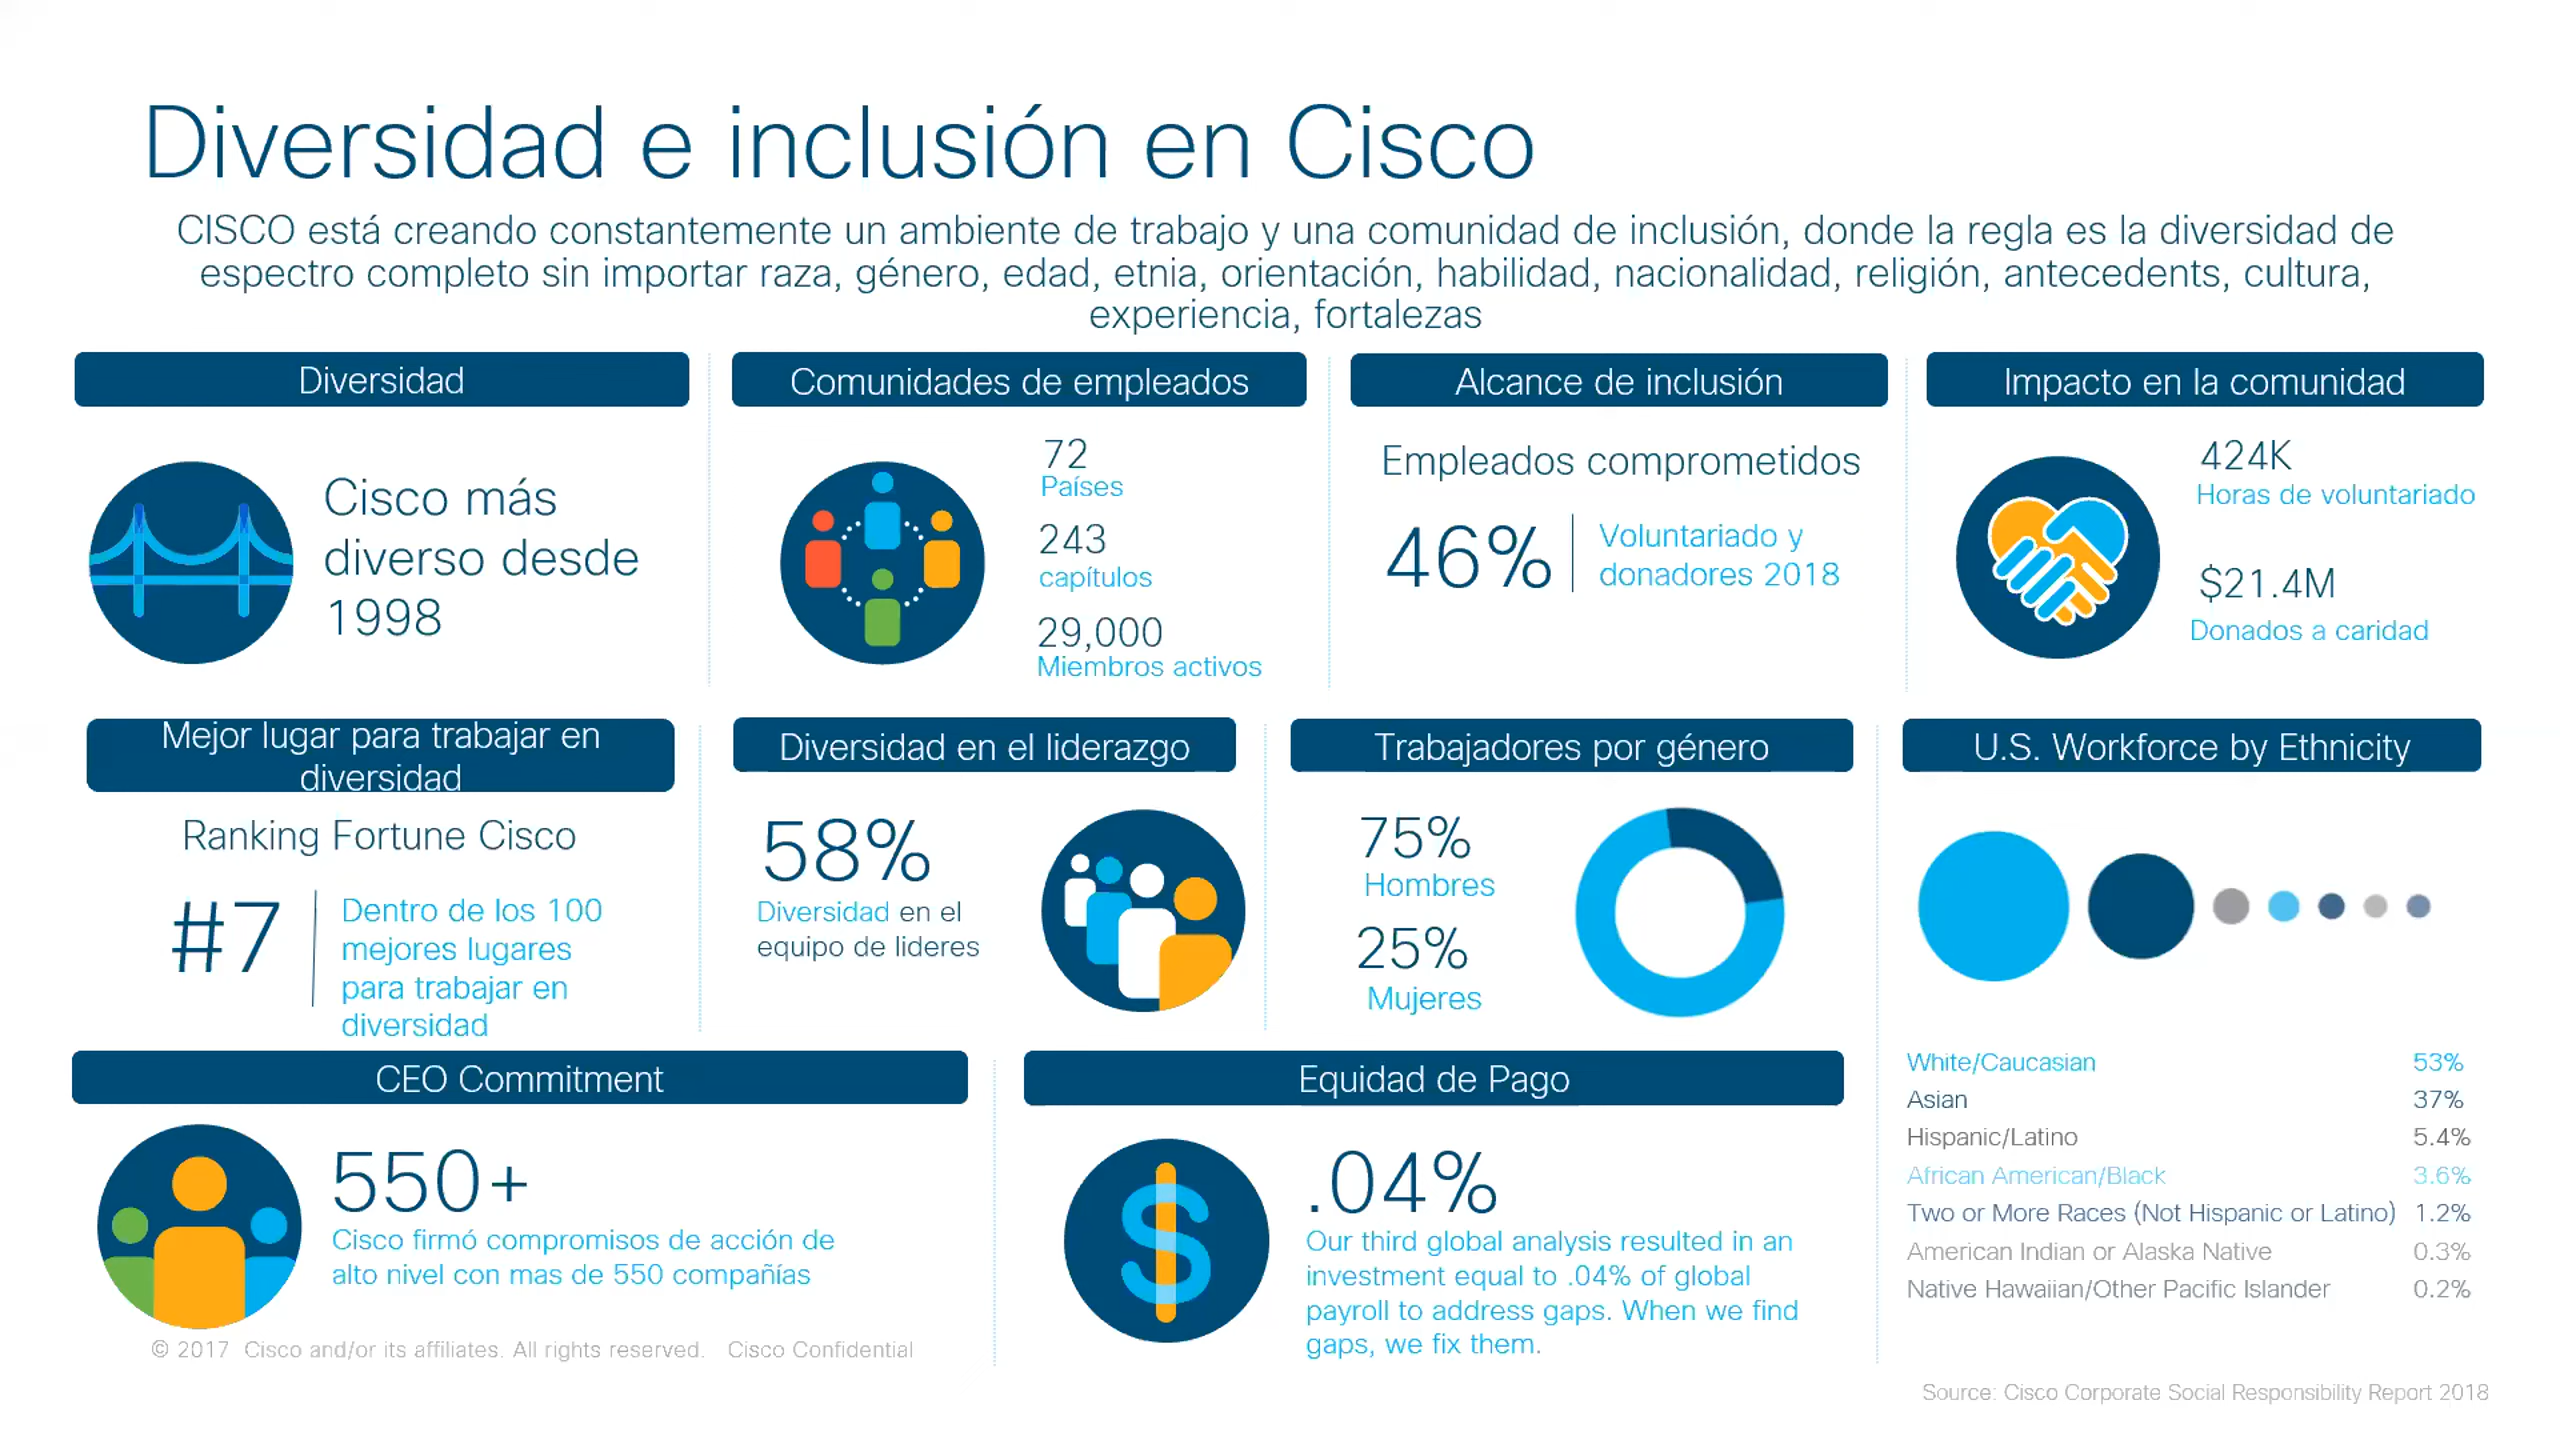 Diversidad e inclusión en Cisco
CISCO está creando constantemente un ambiente de trabajo y una comunidad de inclusión, donde la regla es la diversidad de
espectro completo sin importar raza, género, edad, etnia, orientación, habilidad, nacionalidad, religión, antecedents, cultura,
experiencia, fortalezas
Diversidad
Cisco más
diverso desde
1998
Comunidades de empleados
72
Países
243
capítulos
29,000
Miembros activos
Alcance de inclusión
Empleados comprometidos
46%
Voluntariado y
donadores 2018
Impacto en la comunidad
424K
Horas de voluntariado
$21.4M
Donados a caridad
Mejor lugar para trabajar en
diversidad
Ranking Fortune Cisco
#7
Dentro de los 100
mejores lugares
para trabajar en
diversidad
Diversidad en el liderazgo
58%
Diversidad en el
equipo de lideres
Trabajadores por género
75%
Hombres
25%
Mujeres
U.S. Workforce by Ethnicity
White/Caucasian 53%
Asian 37%
Hispanic/Latino 5.4%
African American/Black 3.6%
Two or More Races (Not Hispanic or Latino) 1.2%
American Indian or Alaska Native 0.3%
Native Hawaiian/Other Pacific Islander 0.2%
CEO Commitment
550+
Cisco firmó compromisos de acción de
alto nivel con mas de 550 compañías
Equidad de Pago
.04%
Our third global analysis resulted in an
investment equal to .04% of global
payroll to address gaps. When we find
gaps, we fix them.
© 2017 Cisco and/or its affiliates. All rights reserved. Cisco Confidential
Source: Cisco Corporate Social Responsibility Report 2018